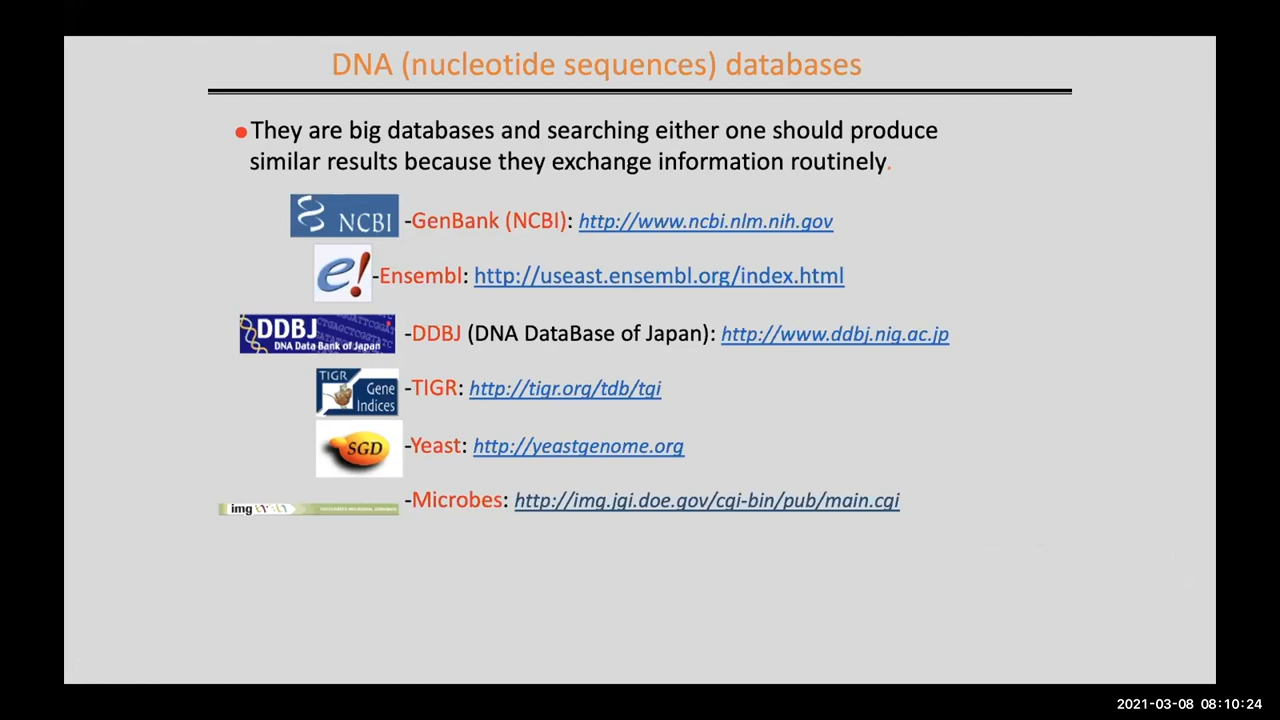 DNA (nucleotide sequences) databases
They are big databases and searching either one should produce
similar results because they exchange information routinely.
NCBI -GenBank (NCBI): http://www.ncbi.nlm.nih.gov
e! -Ensembl: http://useast.ensembl.org/index.html
DDBJ
DNA Data Bank of Japan
-DDBJ (DNA DataBase of Japan): http://www.ddbj.nig.ac.jp
TIGR
Gene
Indices
-TIGR: http://tigr.org/tdb/tgi
SGD -Yeast: http://yeastgenome.org
img -Microbes: http://img.jgi.doe.gov/cgi-bin/pub/main.cgi
2021-03-08 08:10:24